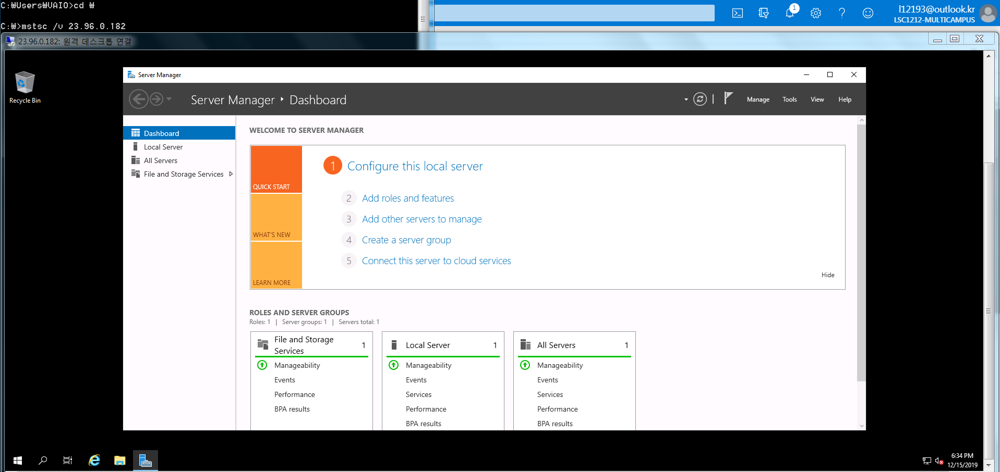 C:₩Users₩VAIO>cd ₩
C:₩>mstsc /v 23.96.0.182
1
l12193@outlook.kr
LSC1212-MULTICAMPUS
23.96.0.182: 원격 데스크톱 연결
Recycle Bin
Server Manager
Server Manager ‣ Dashboard
Manage Tools View Help
Dashboard
Local Server
All Servers
File and Storage Services
WELCOME TO SERVER MANAGER
QUICK START
WHAT'S NEW
LEARN MORE
1 Configure this local server
2 Add roles and features
3 Add other servers to manage
4 Create a server group
5 Connect this server to cloud services
Hide
ROLES AND SERVER GROUPS
Roles: 1 | Server groups: 1 | Servers total: 1
File and Storage
Services
1
Manageability
Events
Performance
BPA results
Local Server 1
Manageability
Events
Services
Performance
BPA results
All Servers 1
Manageability
Events
Services
Performance
BPA results
6:34 PM
12/15/2019